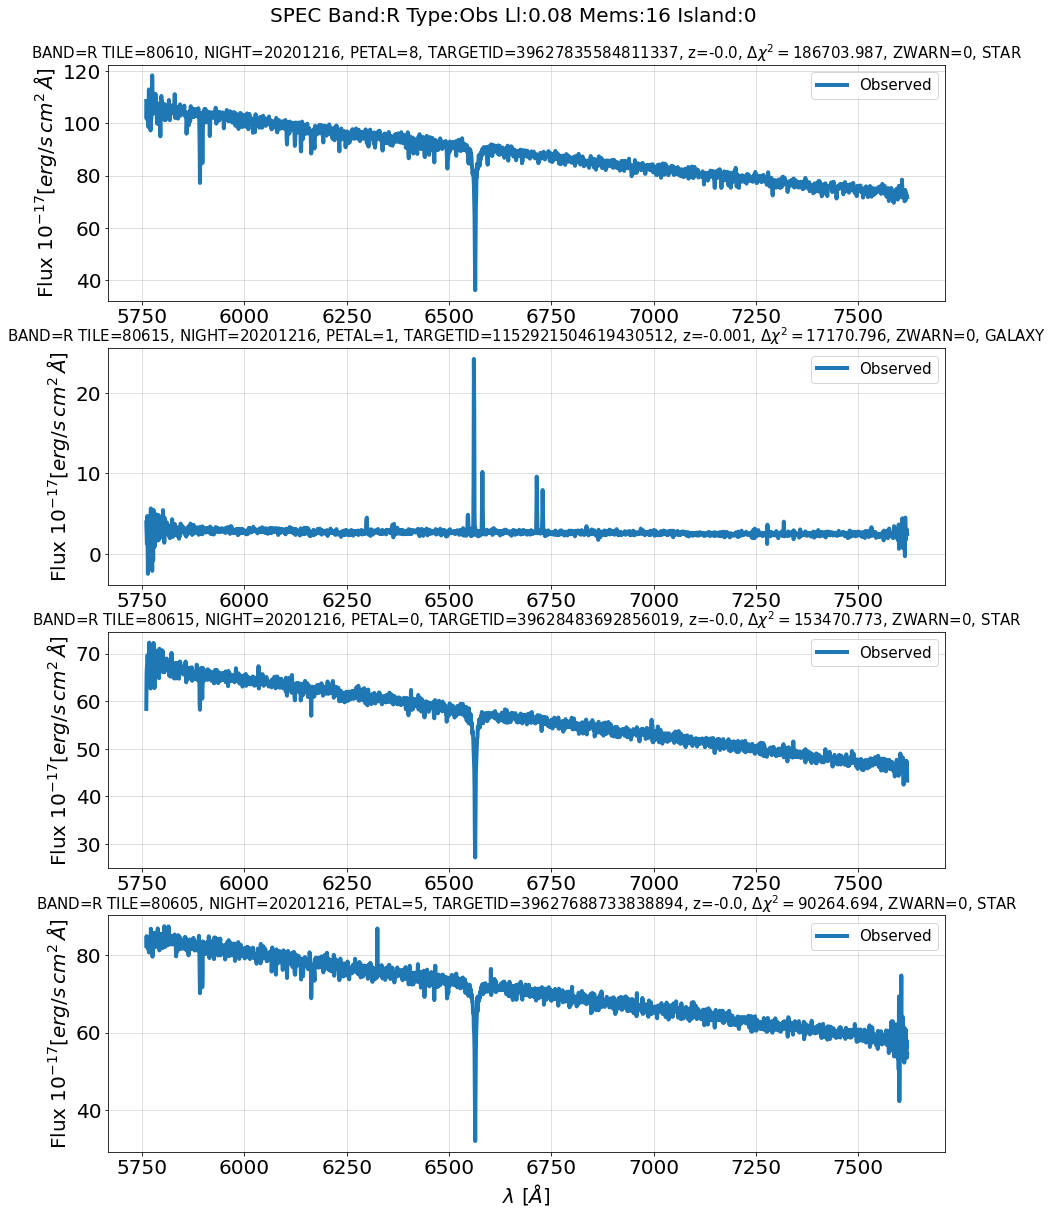 SPEC Band:R Type:Obs Ll:0.08 Mems:16 Island:0
BAND=R TILE=80610, NIGHT=20201216, PETAL=8, TARGETID=39627835584811337, z=-0.0, Δχ² = 186703.987, ZWARN=0, STAR
Flux 10⁻¹⁷[erg/s cm² Å]
120
100
80
60
40
Observed
5750 6000 6250 6500 6750 7000 7250 7500
BAND=R TILE=80615, NIGHT=20201216, PETAL=1, TARGETID=1152921504619430512, z=-0.001, Δχ² = 17170.796, ZWARN=0, GALAXY
Flux 10⁻¹⁷[erg/s cm² Å]
20
10
0
Observed
5750 6000 6250 6500 6750 7000 7250 7500
BAND=R TILE=80615, NIGHT=20201216, PETAL=0, TARGETID=39628483692856019, z=-0.0, Δχ² = 153470.773, ZWARN=0, STAR
Flux 10⁻¹⁷[erg/s cm² Å]
70
60
50
40
30
Observed
5750 6000 6250 6500 6750 7000 7250 7500
BAND=R TILE=80605, NIGHT=20201216, PETAL=5, TARGETID=39627688733838894, z=-0.0, Δχ² = 90264.694, ZWARN=0, STAR
Flux 10⁻¹⁷[erg/s cm² Å]
80
60
40
Observed
5750 6000 6250 6500 6750 7000 7250 7500
λ [Å]